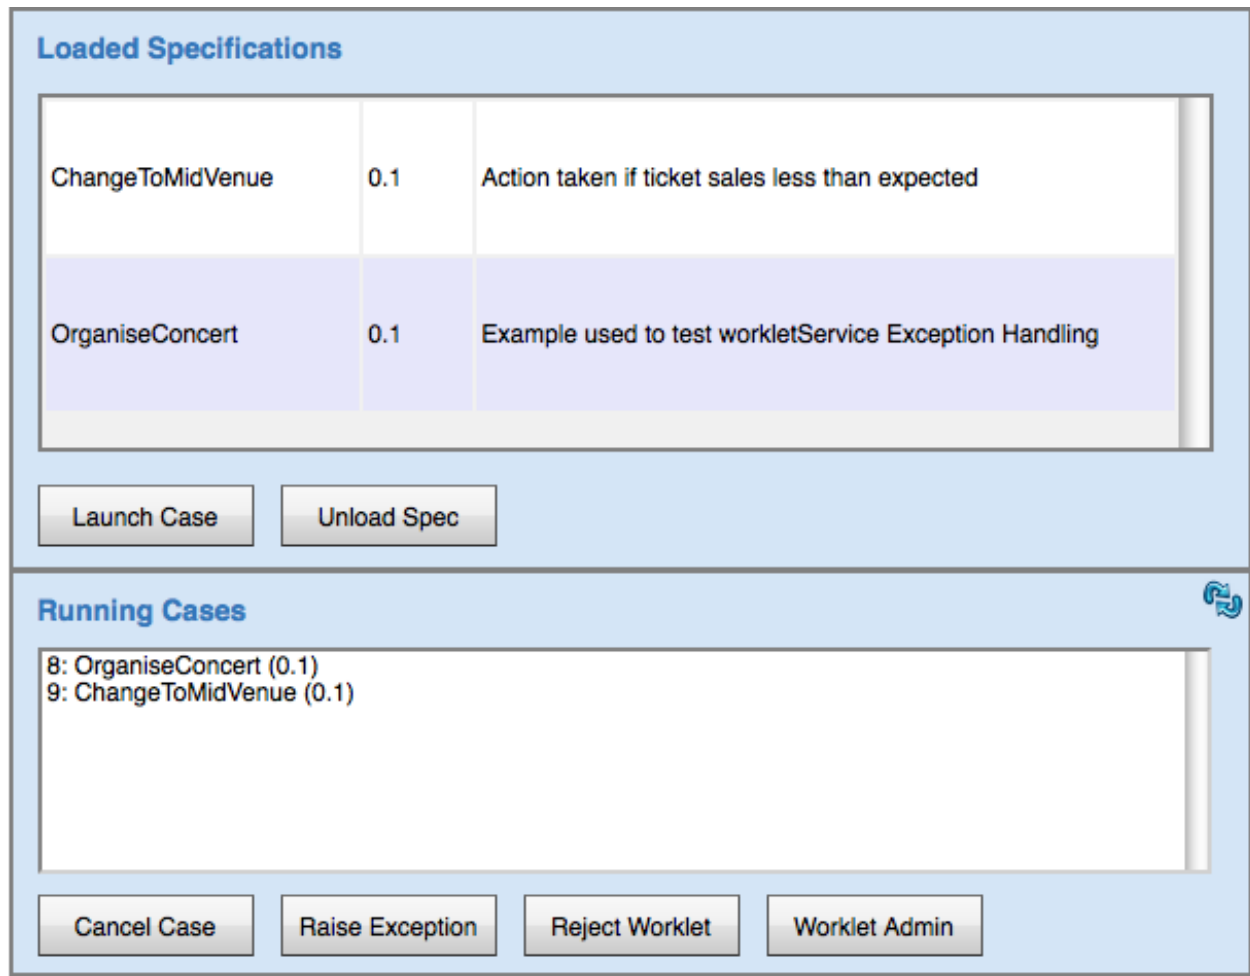 Loaded Specifications
ChangeToMidVenue 0.1 Action taken if ticket sales less than expected
OrganiseConcert 0.1 Example used to test workletService Exception Handling
Launch Case Unload Spec
Running Cases
8: OrganiseConcert (0.1)
9: ChangeToMidVenue (0.1)
Cancel Case Raise Exception Reject Worklet Worklet Admin